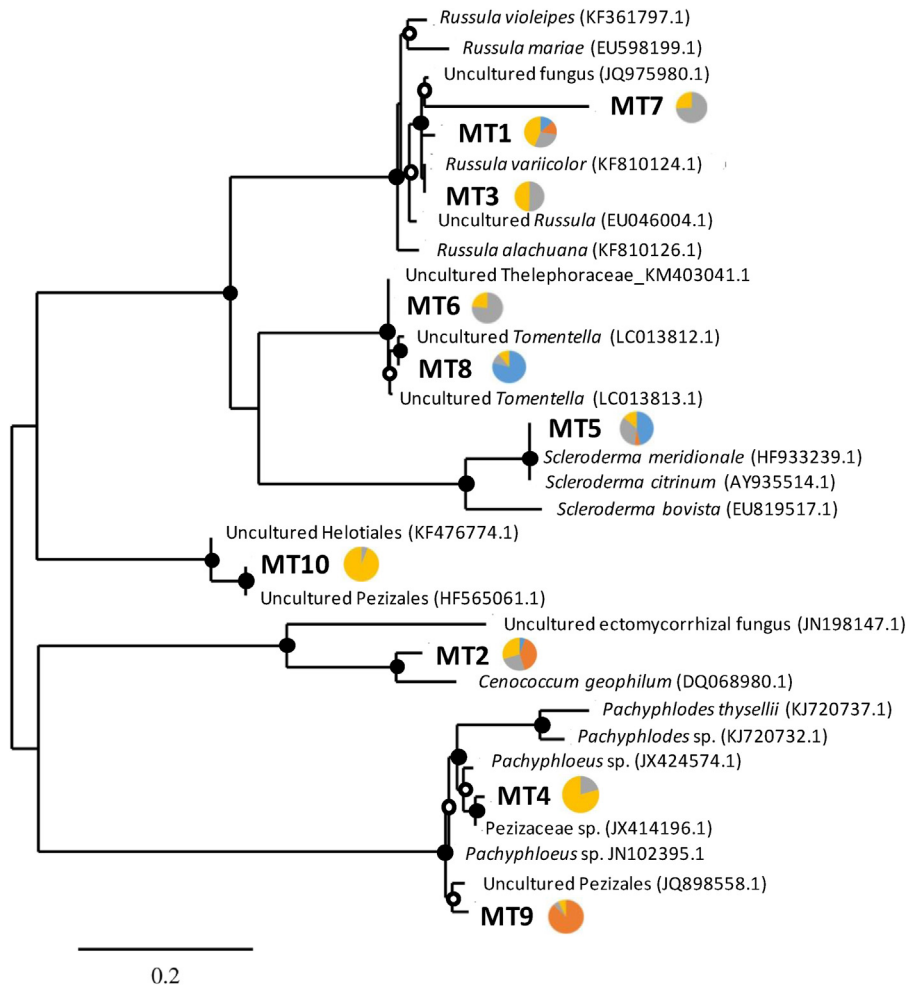 Russula violeipes (KF361797.1)
Russula mariae (EU598199.1)
Uncultured fungus (JQ975980.1)
MT7
MT1
Russula variicolor (KF810124.1)
MT3
Uncultured Russula (EU046004.1)
Russula alachuana (KF810126.1)
Uncultured Thelephoraceae_KM403041.1
MT6
Uncultured Tomentella (LC013812.1)
MT8
Uncultured Tomentella (LC013813.1)
MT5
Scleroderma meridionale (HF933239.1)
Scleroderma citrinum (AY935514.1)
Scleroderma bovista (EU819517.1)
Uncultured Helotiales (KF476774.1)
MT10
Uncultured Pezizales (HF565061.1)
Uncultured ectomycorrhizal fungus (JN198147.1)
MT2
Cenococcum geophilum (DQ068980.1)
Pachyphlodes thysellii (KJ720737.1)
Pachyphlodes sp. (KJ720732.1)
Pachyphloeus sp. (JX424574.1)
MT4
Pezizaceae sp. (JX414196.1)
Pachyphloeus sp. JN102395.1
Uncultured Pezizales (JQ898558.1)
MT9
0.2